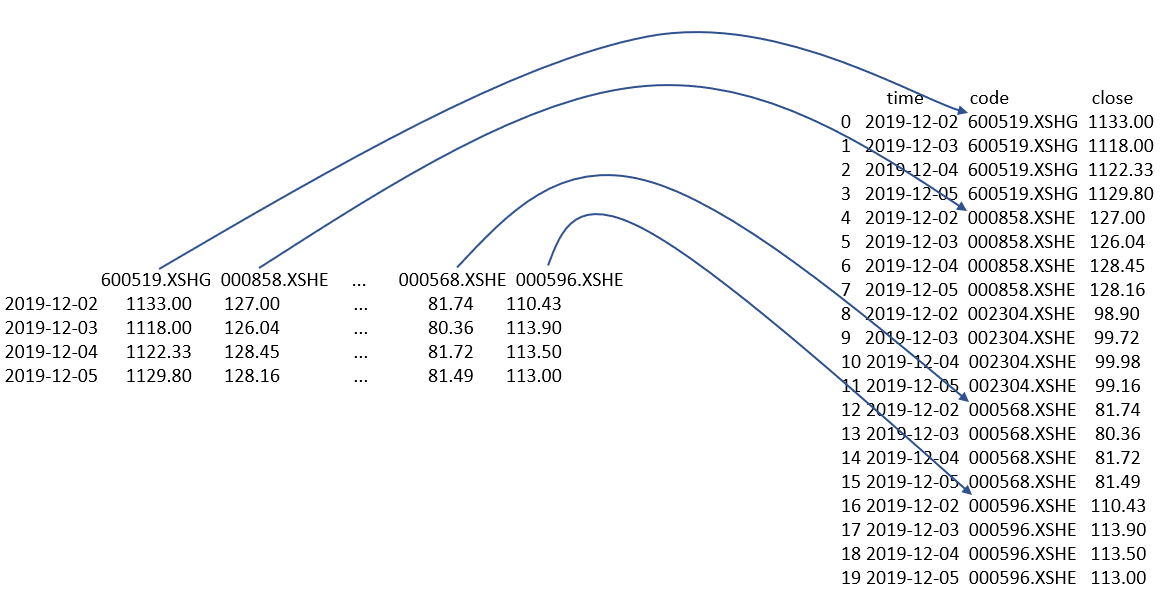 600519.XSHG 000858.XSHE ... 000568.XSHE 000596.XSHE
2019-12-02 1133.00 127.00 ... 81.74 110.43
2019-12-03 1118.00 126.04 ... 80.36 113.90
2019-12-04 1122.33 128.45 ... 81.72 113.50
2019-12-05 1129.80 128.16 ... 81.49 113.00
time code close
0 2019-12-02 600519.XSHG 1133.00
1 2019-12-03 600519.XSHG 1118.00
2 2019-12-04 600519.XSHG 1122.33
3 2019-12-05 600519.XSHG 1129.80
4 2019-12-02 000858.XSHE 127.00
5 2019-12-03 000858.XSHE 126.04
6 2019-12-04 000858.XSHE 128.45
7 2019-12-05 000858.XSHE 128.16
8 2019-12-02 002304.XSHE 98.90
9 2019-12-03 002304.XSHE 99.72
10 2019-12-04 002304.XSHE 99.98
11 2019-12-05 002304.XSHE 99.16
12 2019-12-02 000568.XSHE 81.74
13 2019-12-03 000568.XSHE 80.36
14 2019-12-04 000568.XSHE 81.72
15 2019-12-05 000568.XSHE 81.49
16 2019-12-02 000596.XSHE 110.43
17 2019-12-03 000596.XSHE 113.90
18 2019-12-04 000596.XSHE 113.50
19 2019-12-05 000596.XSHE 113.00